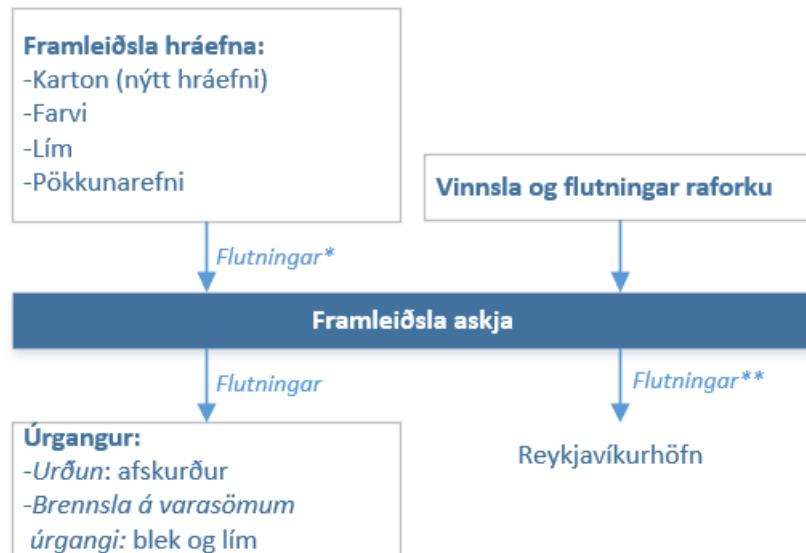 Framleiðsla hráefna:
-Karton (nýtt hráefni)
-Farvi
-Lím
-Pökkunarefni
Vinnsla og flutningar raforku
Flutningar*
Framleiðsla askja
Flutningar
Flutningar**
Úrgangur:
-Urðun: afskurður
-Brennsla á varasömum
úrgangi: blek og lím
Reykjavíkurhöfn